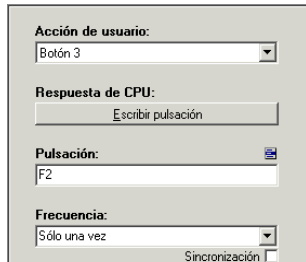 Acción de usuario:
Botón 3
Respuesta de CPU:
Escribir pulsación
Pulsación:
F2
Frecuencia:
Sólo una vez
Sincronización